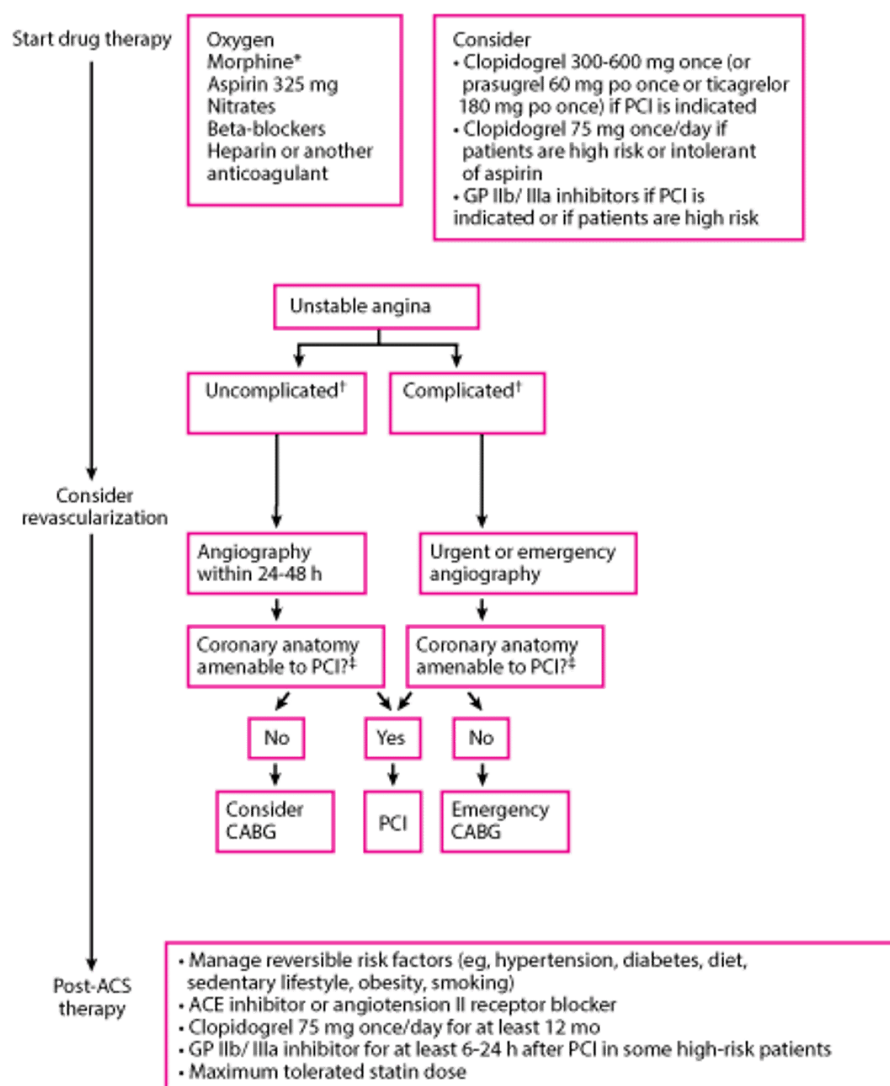 Start drug therapy
Oxygen
Morphine*
Aspirin 325 mg
Nitrates
Beta-blockers
Heparin or another
anticoagulant
Consider
• Clopidogrel 300-600 mg once (or
prasugrel 60 mg po once or ticagrelor
180 mg po once) if PCI is indicated
• Clopidogrel 75 mg once/day if
patients are high risk or intolerant
of aspirin
• GP IIb/ IIIa inhibitors if PCI is
indicated or if patients are high risk
Unstable angina
Uncomplicated†
Complicated†
Consider
revascularization
Angiography
within 24-48 h
Urgent or emergency
angiography
Coronary anatomy
amenable to PCI?‡
Coronary anatomy
amenable to PCI?‡
No
Yes
No
Consider
CABG
PCI
Emergency
CABG
Post-ACS
therapy
• Manage reversible risk factors (eg, hypertension, diabetes, diet,
sedentary lifestyle, obesity, smoking)
• ACE inhibitor or angiotension II receptor blocker
• Clopidogrel 75 mg once/day for at least 12 mo
• GP IIb/ IIIa inhibitor for at least 6-24 h after PCI in some high-risk patients
• Maximum tolerated statin dose